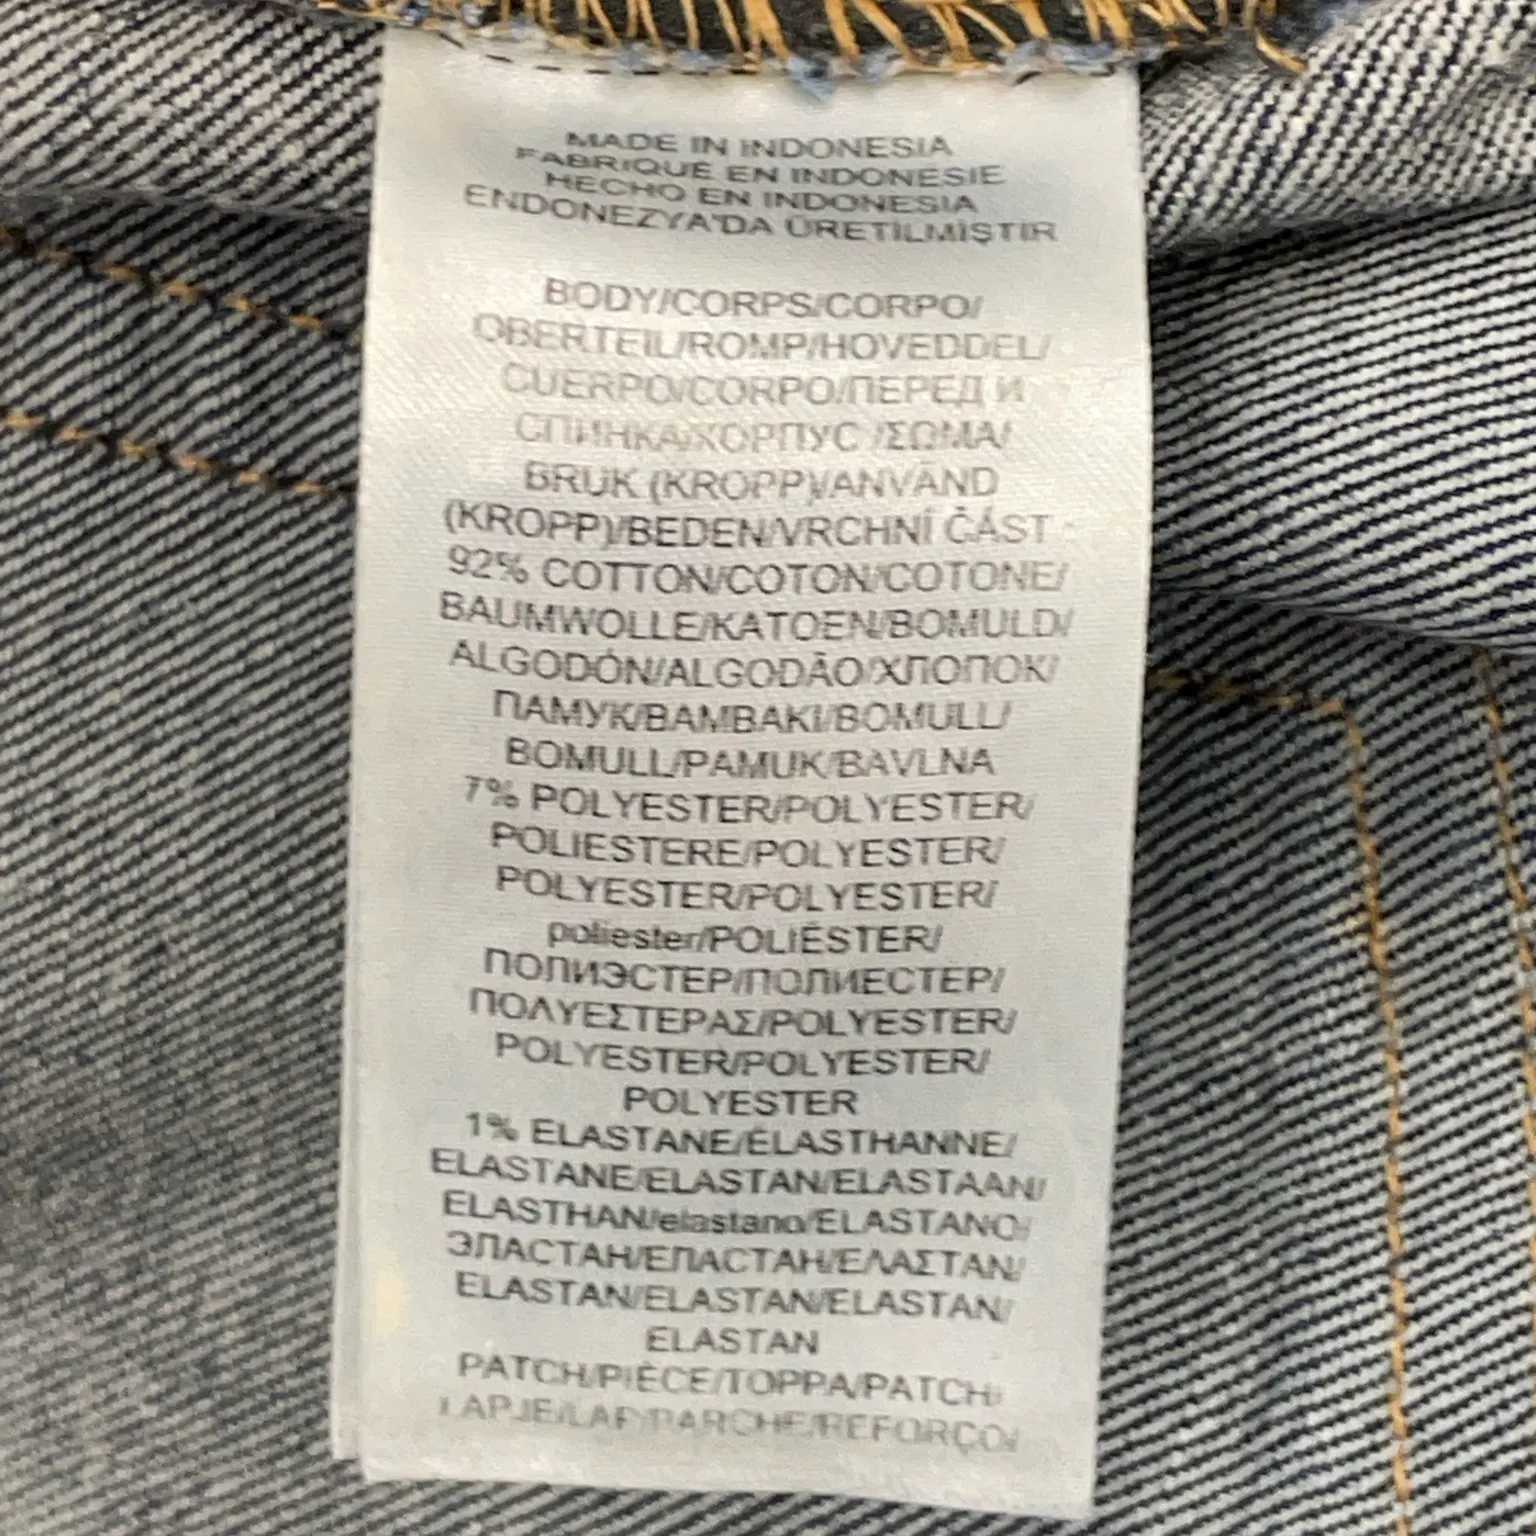 MADE IN INDONESIA
FABRIQUÉ EN INDONÉSIE
HECHO EN INDONESIA
ENDONEZYA'DA ÜRETİLMİŞTİR
BODY/CORPS/CORPO/
OBERTEIL/ROMP/HOVEDDEL/
CUERPO/CORPO/ПЕРЕД И
СПИНКА/КОРПУС /ΣΩΜΑ/
BRUK (KROPP)/ANVÄND
(KROPP)/BEDEN/VRCHNÍ ČÁST :
92% COTTON/COTON/COTONE/
BAUMWOLLE/KATOEN/BOMULD/
ALGODÓN/ALGODÃO/ХЛОПОК/
ПАМУК/BAMBAKI/BOMULL/
BOMULL/PAMUK/BAVLNA
7% POLYESTER/POLYESTER/
POLIESTERE/POLYESTER/
POLYESTER/POLYESTER/
poliester/POLIÉSTER/
ПОЛИЭСТЕР/ПОЛИЕСТЕР/
ΠΟΛΥΕΣΤΕΡΑΣ/POLYESTER/
POLYESTER/POLYESTER/
POLYESTER
1% ELASTANE/ÉLASTHANNE/
ELASTANE/ELASTAN/ELASTAAN/
ELASTHAN/elastano/ELASTANO/
ЭЛАСТАН/ЕЛАСТАН/ΕΛΑΣΤΑΝ/
ELASTAN/ELASTAN/ELASTAN/
ELASTAN
PATCH/PIÈCE/TOPPA/PATCH/
LAPJE/LAP/PARCHE/REFORÇO/